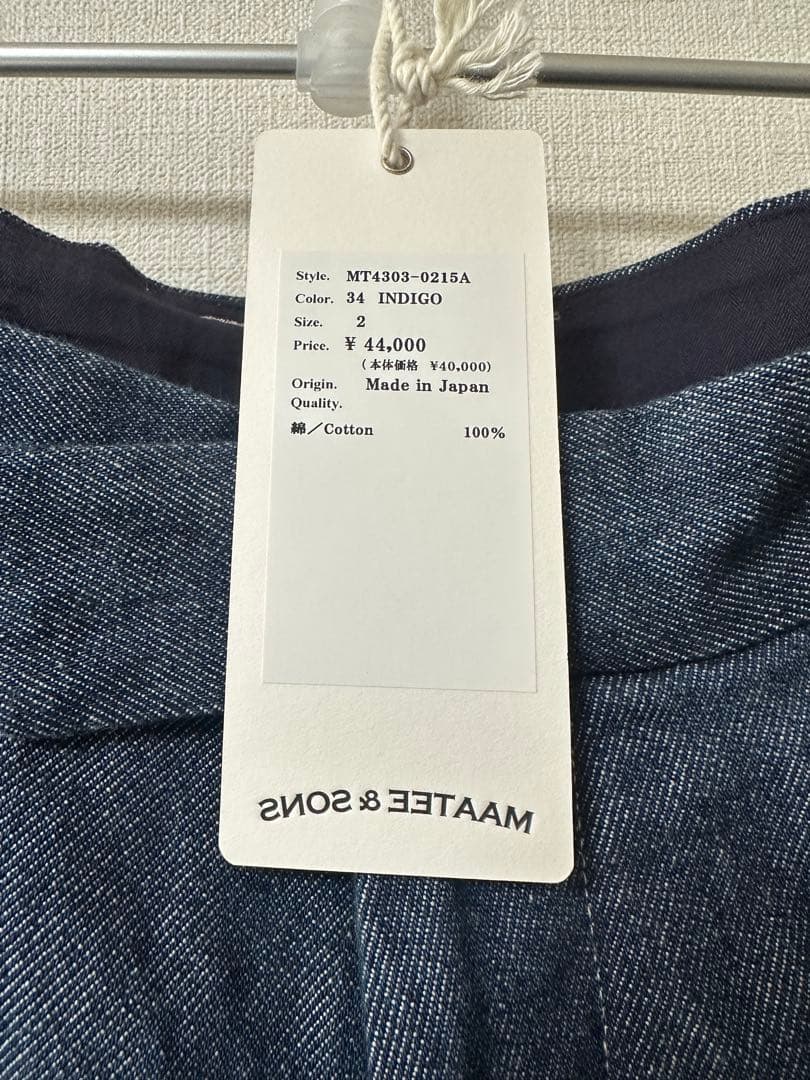 Style. MT4303-0215A
Color. 34 INDIGO
Size. 2
Price. ¥ 44,000
(本体価格 ¥40,000)
Origin. Made in Japan
Quality.
綿/Cotton 100%
MAATEE & SONS